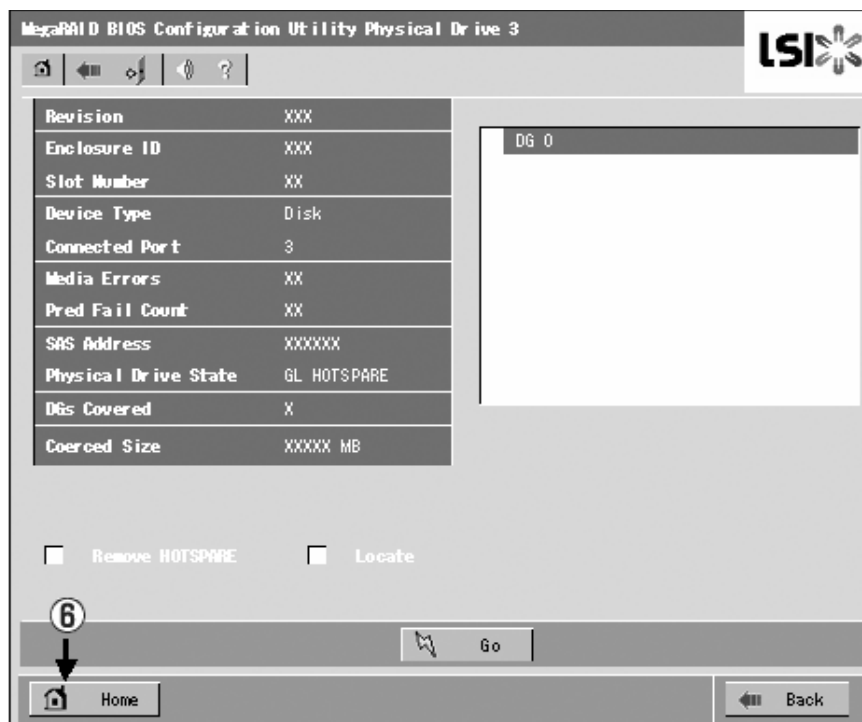 MegaRAID BIOS Configuration Utility Physical Drive 3
LSI
?
Revision XXX
Enclosure ID XXX
Slot Number XX
Device Type Disk
Connected Port 3
Media Errors XX
Pred Fail Count XX
SAS Address XXXXXX
Physical Drive State GL HOTSPARE
DGs Covered X
Coerced Size XXXXX MB
DG 0
Remove HOTSPARE Locate
⑥
Go
Home Back